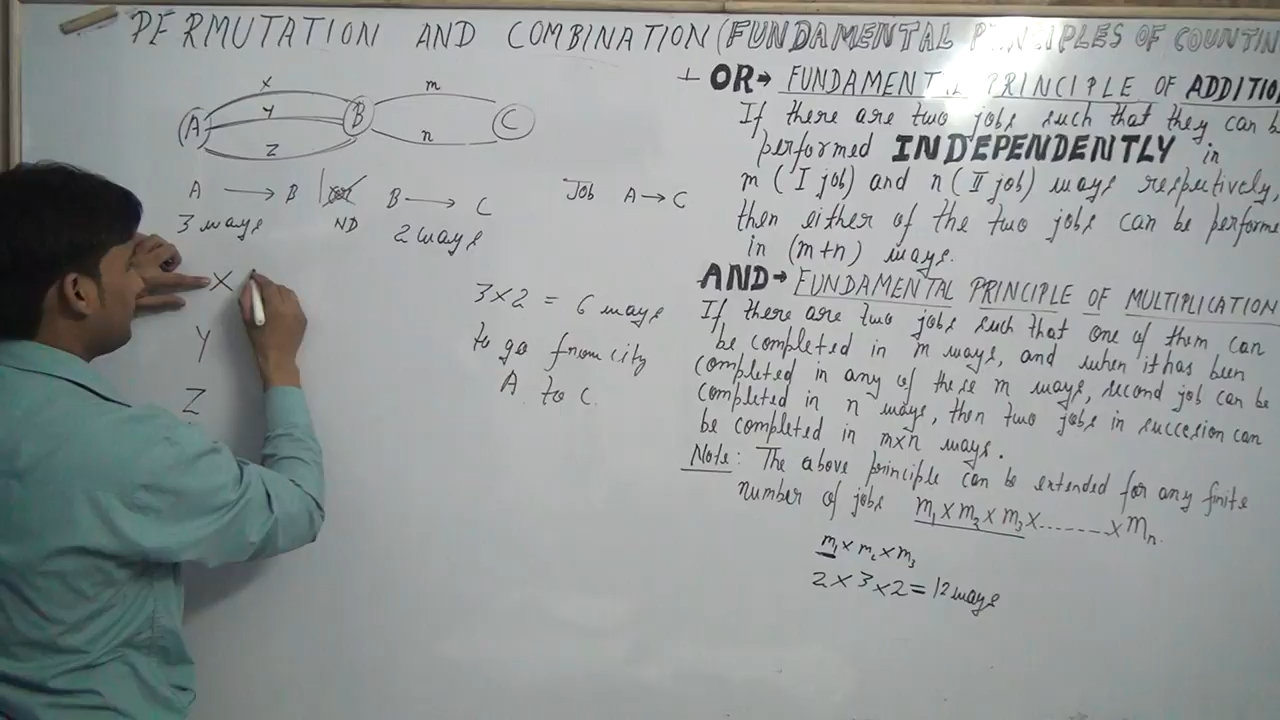 PERMUTATION AND COMBINATION (FUNDAMENTAL PRINCIPLES OF COUNTIN
+ OR→ FUNDAMENTAL PRINCIPLE OF ADDITIO
If there are two jobs such that they can b
performed INDEPENDENTLY in
m (I job) and n (II job) ways respectively,
then either of the two jobs can be performe
in (m+n) ways.
AND→ FUNDAMENTAL PRINCIPLE OF MULTIPLICATION
If there are two jobs such that one of them can
be completed in m ways, and when it has been
completed in any of these m ways, second job can be
completed in n ways, then two jobs in succesion can
be completed in m×n ways.
Note: The above principle can be extended for any finite
number of jobs m₁×m₂×m₃×........×mₙ.
m₁×m₂×m₃
2×3×2=12 ways
A X Y Z B m n C
A → B B → C Job A→C
3 ways ND 2 ways
X
Y
Z
3×2 = 6 ways
to go from city
A to C.